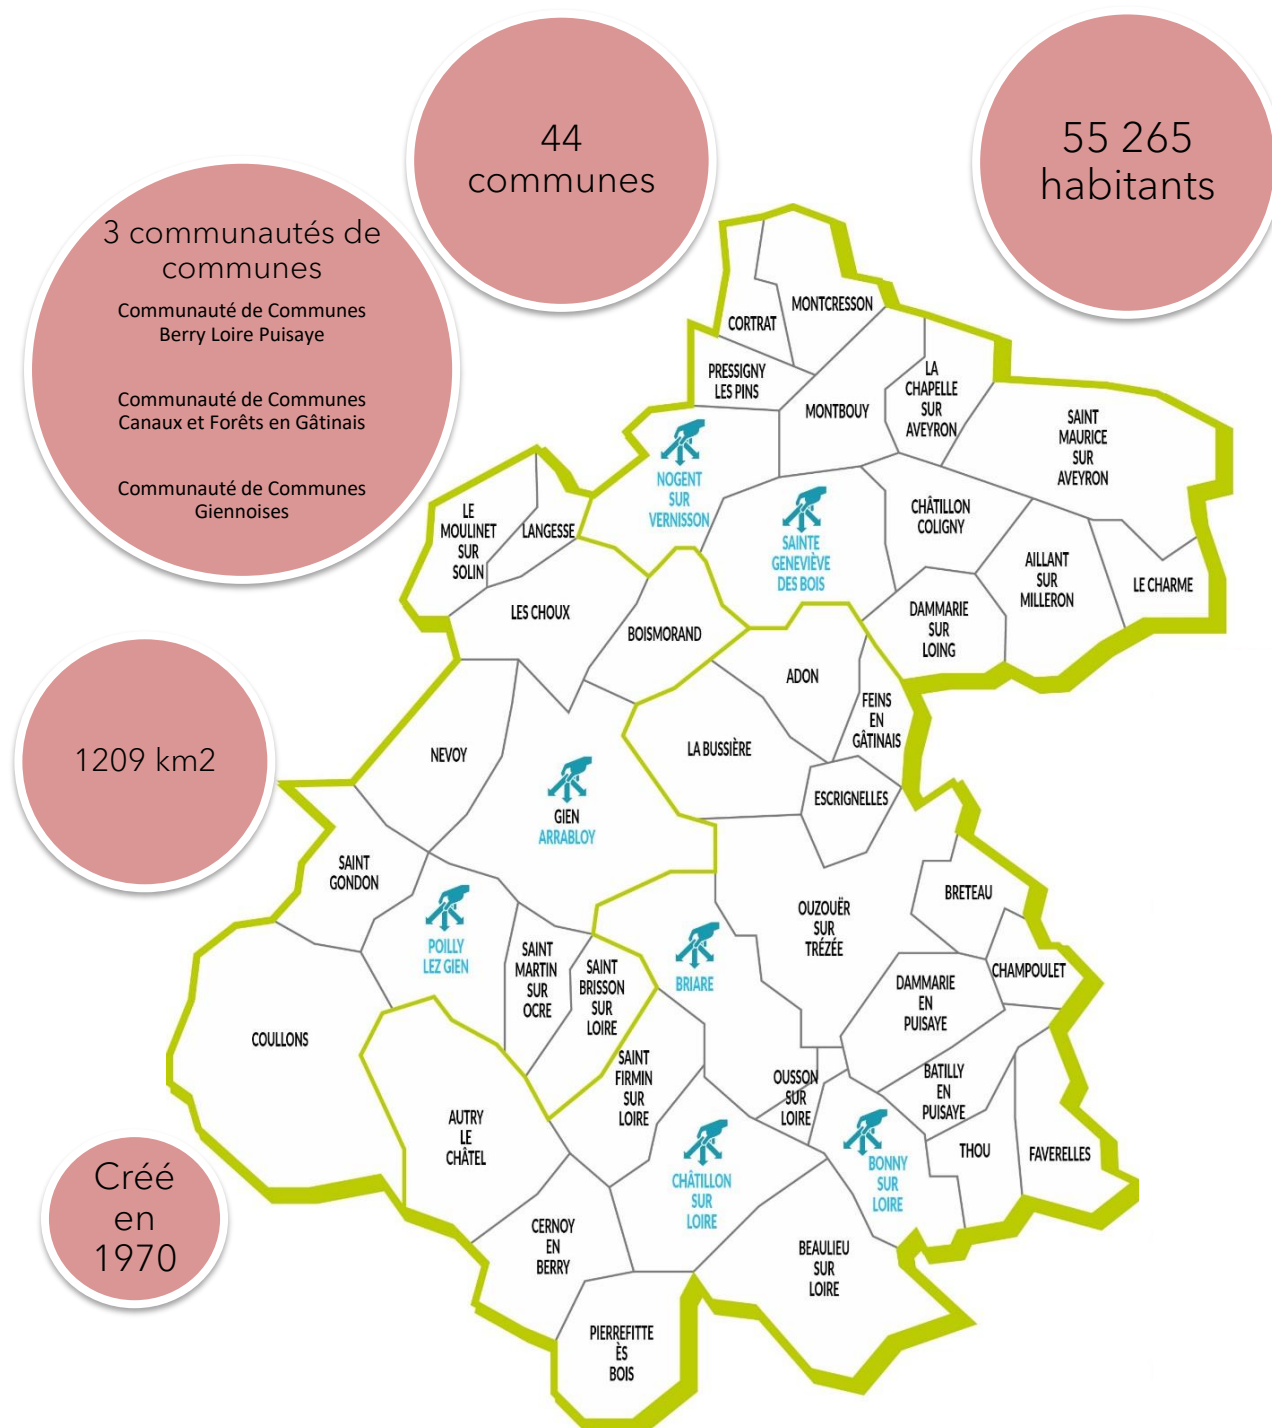 44
communes
55 265
habitants
3 communautés de
communes
Communauté de Communes
Berry Loire Puisaye
Communauté de Communes
Canaux et Forêts en Gâtinais
Communauté de Communes
Giennoises
1209 km2
Créé
en
1970
MONTCRESSON
CORTRAT
PRESSIGNY
LES PINS
MONTBOUY
LA
CHAPELLE
SUR
AVEYRON
SAINT
MAURICE
SUR
AVEYRON
NOGENT
SUR
VERNISSON
SAINTE
GENEVIÈVE
DES BOIS
CHÂTILLON
COLIGNY
LE
MOULINET
SUR
SOLIN
LANGESSE
AILLANT
SUR
MILLERON
LE CHARME
LES CHOUX
BOISMORAND
DAMMARIE
SUR
LOING
ADON
FEINS
EN
GÂTINAIS
NEVOY
LA BUSSIÈRE
ESCRIGNELLES
GIEN
ARRABLOY
SAINT
GONDON
BRETEAU
OUZOUËR
SUR
TRÉZÉE
POILLY
LEZ GIEN
SAINT
MARTIN
SUR
OCRE
SAINT
BRISSON
SUR
LOIRE
BRIARE
CHAMPOULET
DAMMARIE
EN
PUISAYE
COULLONS
SAINT
FIRMIN
SUR
LOIRE
OUSSON
SUR
LOIRE
BATILLY
EN
PUISAYE
AUTRY
LE
CHÂTEL
THOU
FAVERELLES
CHÂTILLON
SUR
LOIRE
BONNY
SUR
LOIRE
CERNOY
EN
BERRY
BEAULIEU
SUR
LOIRE
PIERREFITTE
ÈS
BOIS